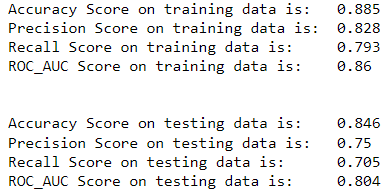 Accuracy Score on training data is: 0.885
Precision Score on training data is: 0.828
Recall Score on training data is: 0.793
ROC_AUC Score on training data is: 0.86
Accuracy Score on testing data is: 0.846
Precision Score on testing data is: 0.75
Recall Score on testing data is: 0.705
ROC_AUC Score on testing data is: 0.804